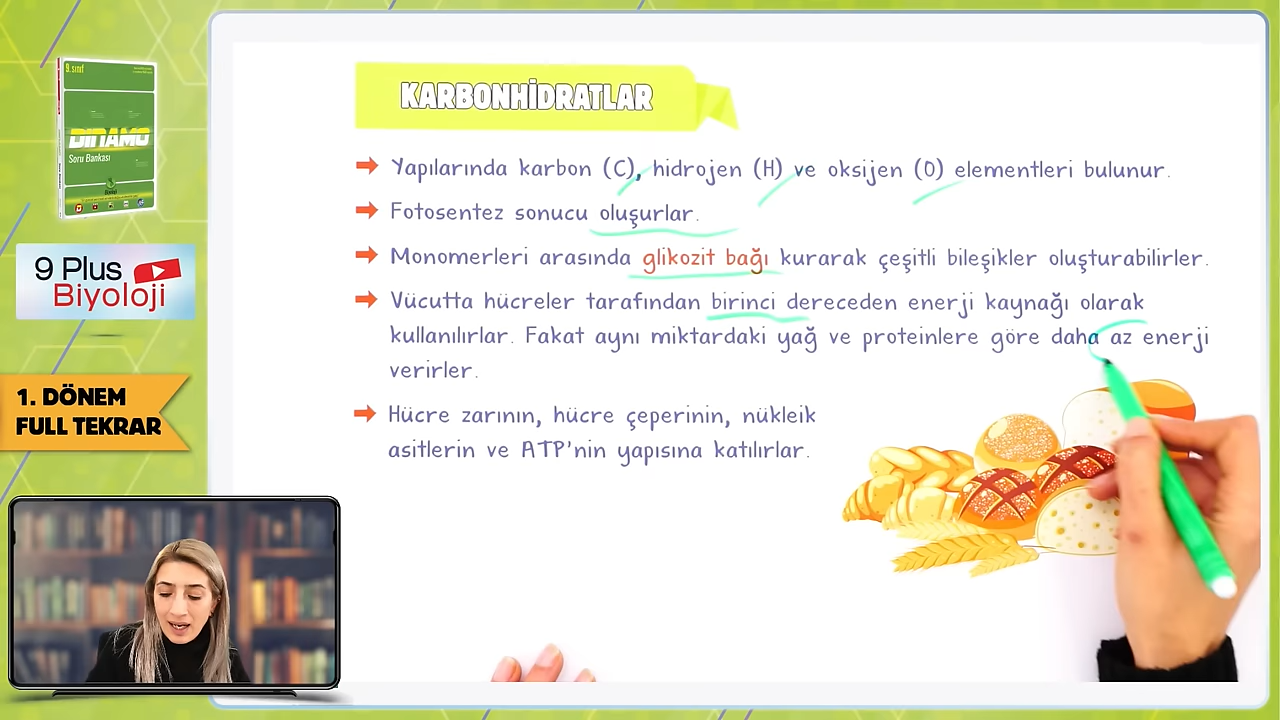 KARBONHİDRATLAR
Yapılarında karbon (C), hidrojen (H) ve oksijen (O) elementleri bulunur.
Fotosentez sonucu oluşurlar.
Monomerleri arasında glikozit bağı kurarak çeşitli bileşikler oluşturabilirler.
Vücutta hücreler tarafından birinci dereceden enerji kaynağı olarak
kullanılırlar. Fakat aynı miktardaki yağ ve proteinlere göre daha az enerji
verirler.
Hücre zarının, hücre çeperinin, nükleik
asitlerin ve ATP'nin yapısına katılırlar.
9. sınıf
DİNAMO
Soru Bankası
Biyoloji
9 Plus
Biyoloji
1. DÖNEM
FULL TEKRAR